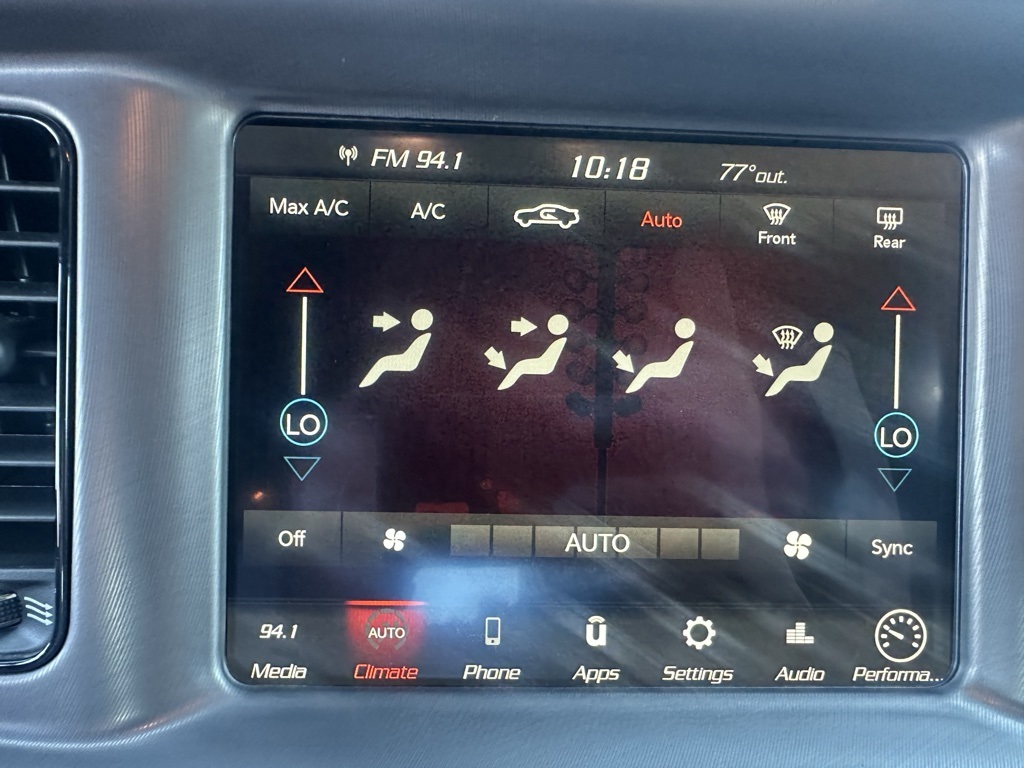 FM 94.1 10:18 77°out.
Max A/C A/C Auto Front Rear
LO LO
Off AUTO Sync
94.1 AUTO
Media Climate Phone Apps Settings Audio Performa...